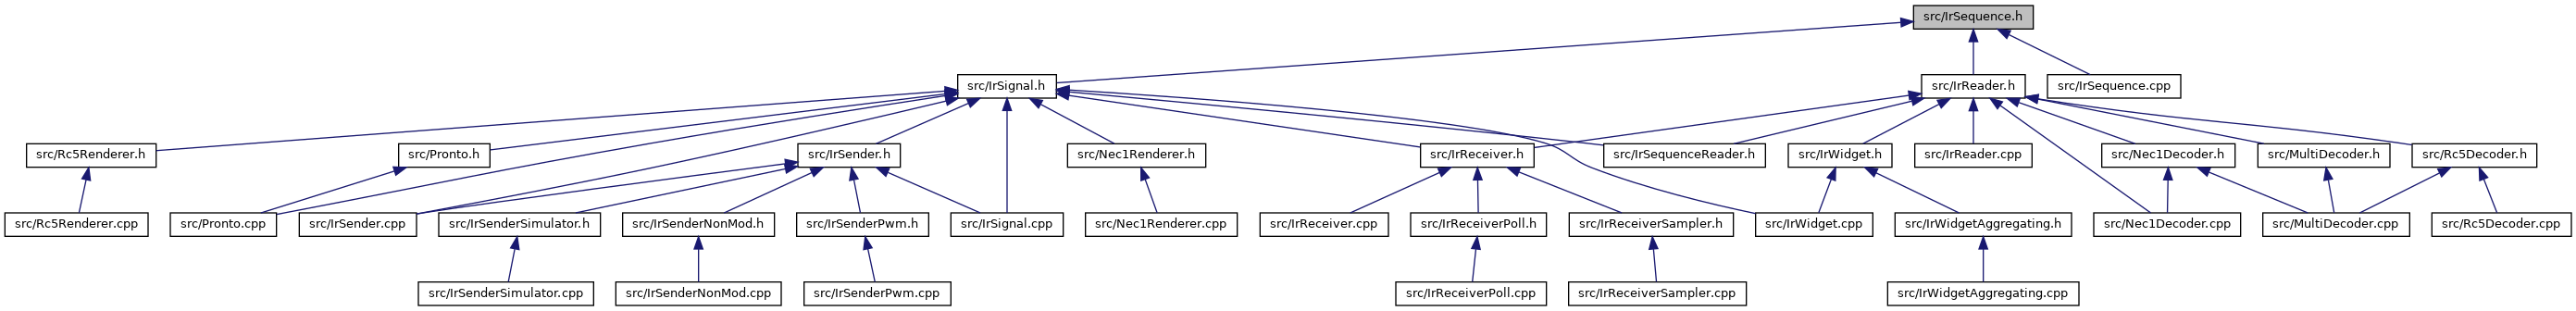 src/IrSequence.h
src/IrSignal.h
src/IrReader.h
src/IrSequence.cpp
src/Rc5Renderer.h
src/Pronto.h
src/IrSender.h
src/Nec1Renderer.h
src/IrReceiver.h
src/IrSequenceReader.h
src/IrWidget.h
src/IrReader.cpp
src/Nec1Decoder.h
src/MultiDecoder.h
src/Rc5Decoder.h
src/Rc5Renderer.cpp
src/Pronto.cpp
src/IrSender.cpp
src/IrSenderSimulator.h
src/IrSenderNonMod.h
src/IrSenderPwm.h
src/IrSignal.cpp
src/Nec1Renderer.cpp
src/IrReceiver.cpp
src/IrReceiverPoll.h
src/IrReceiverSampler.h
src/IrWidget.cpp
src/IrWidgetAggregating.h
src/Nec1Decoder.cpp
src/MultiDecoder.cpp
src/Rc5Decoder.cpp
src/IrSenderSimulator.cpp
src/IrSenderNonMod.cpp
src/IrSenderPwm.cpp
src/IrReceiverPoll.cpp
src/IrReceiverSampler.cpp
src/IrWidgetAggregating.cpp